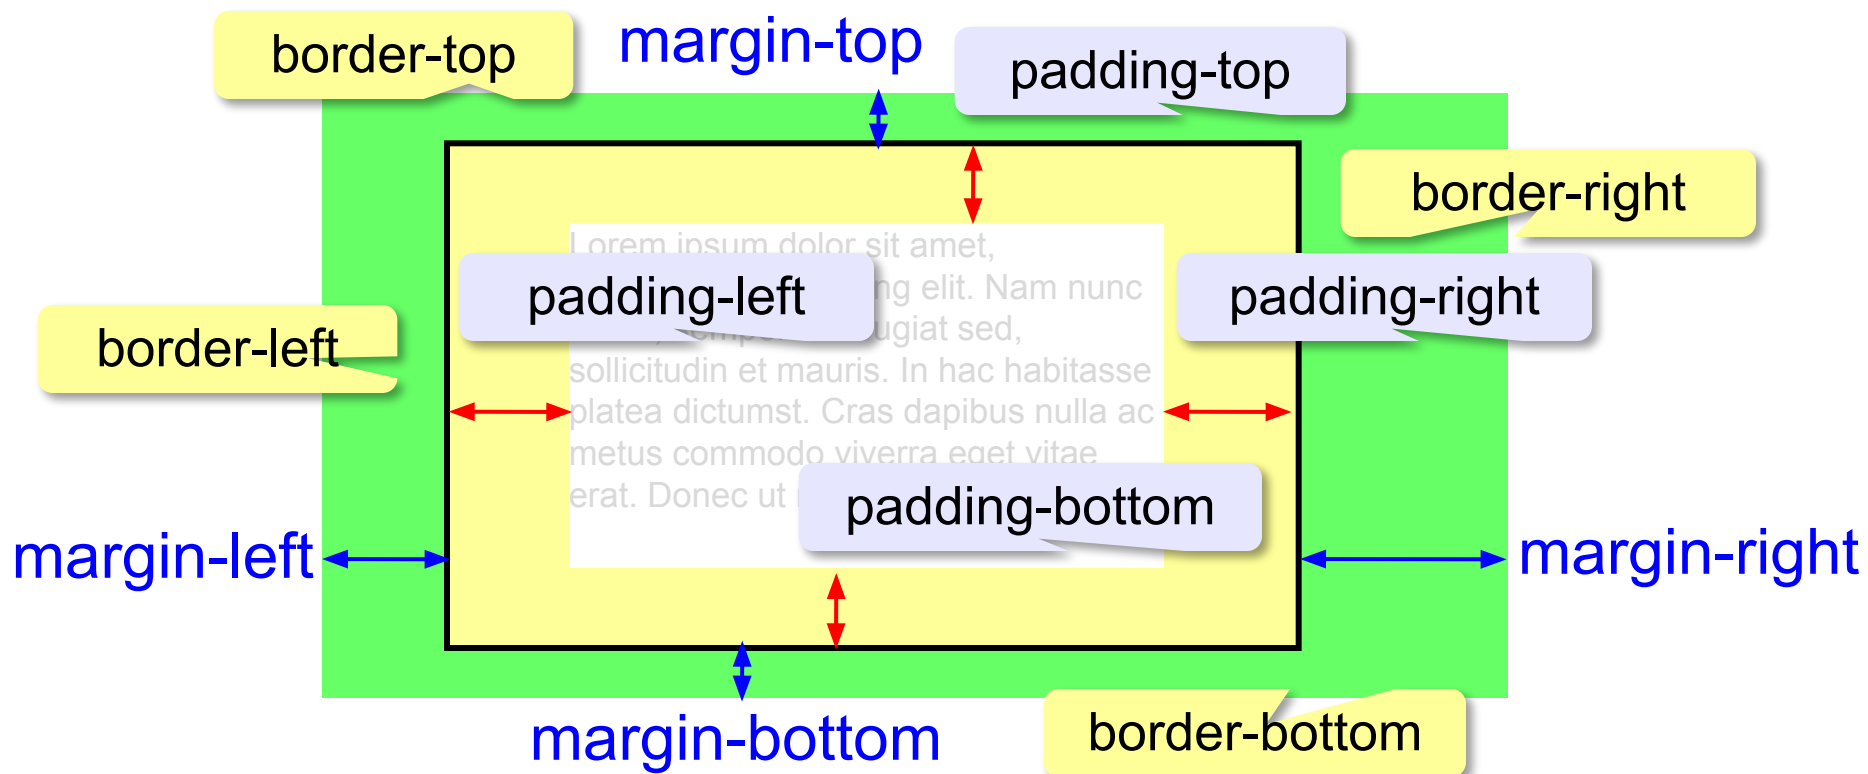 border-top
margin-top
padding-top
border-right
Lorem ipsum dolor sit amet,
padding-left
elit. Nam nunc
padding-right
border-left
sed,
sollicitudin et mauris. In hac habitasse
platea dictumst. Cras dapibus nulla ac
metus commodo viverra eget vitae
erat. Donec ut
padding-bottom
margin-left
margin-right
margin-bottom
border-bottom